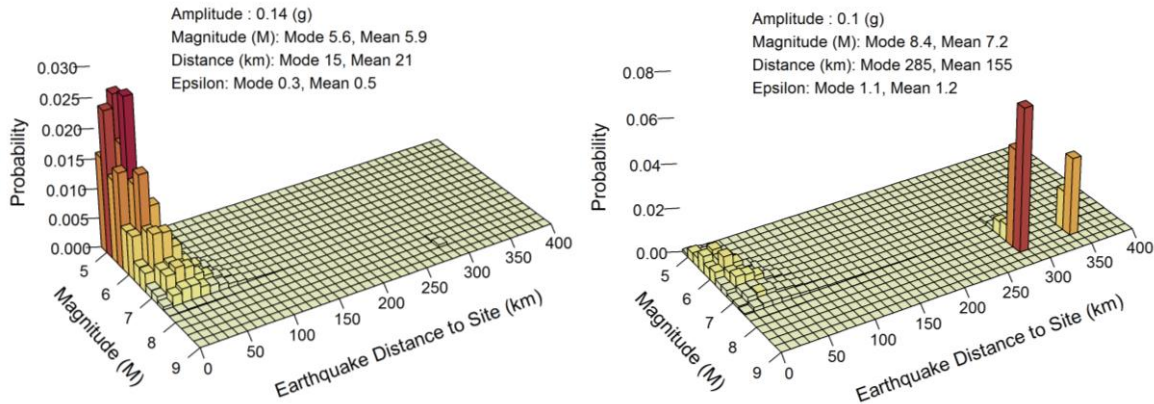 Amplitude : 0.14 (g)
Magnitude (M): Mode 5.6, Mean 5.9
Distance (km): Mode 15, Mean 21
Epsilon: Mode 0.3, Mean 0.5
0.030
0.025
0.020
0.015
0.010
0.005
0.000
Probability
5
6
7
8
9
Magnitude (M)
0
50
100
150
200
250
300
350
400
Earthquake Distance to Site (km)
Amplitude : 0.1 (g)
Magnitude (M): Mode 8.4, Mean 7.2
Distance (km): Mode 285, Mean 155
Epsilon: Mode 1.1, Mean 1.2
0.08
0.06
0.04
0.02
0.00
Probability
5
6
7
8
9
Magnitude (M)
0
50
100
150
200
250
300
350
400
Earthquake Distance to Site (km)